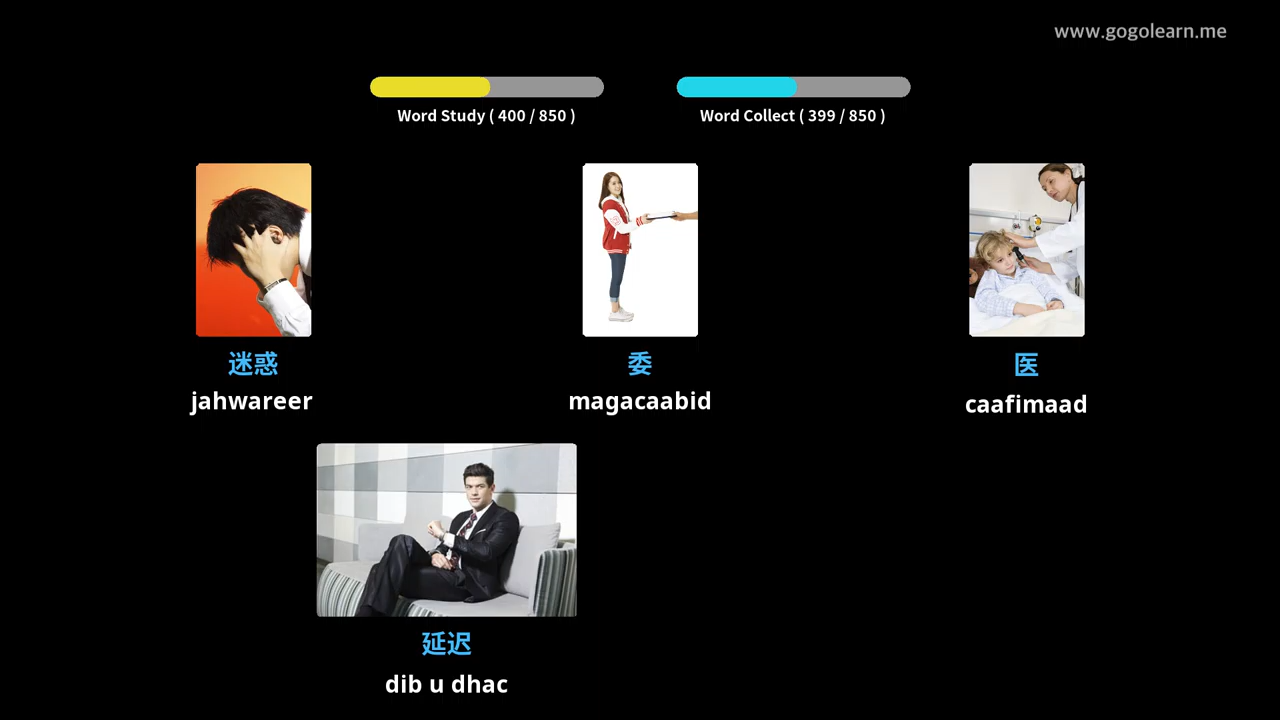 www.gogolearn.me
Word Study ( 400 / 850 )
Word Collect ( 399 / 850 )
迷惑
jahwareer
委
magacaabid
医
caafimaad
延迟
dib u dhac